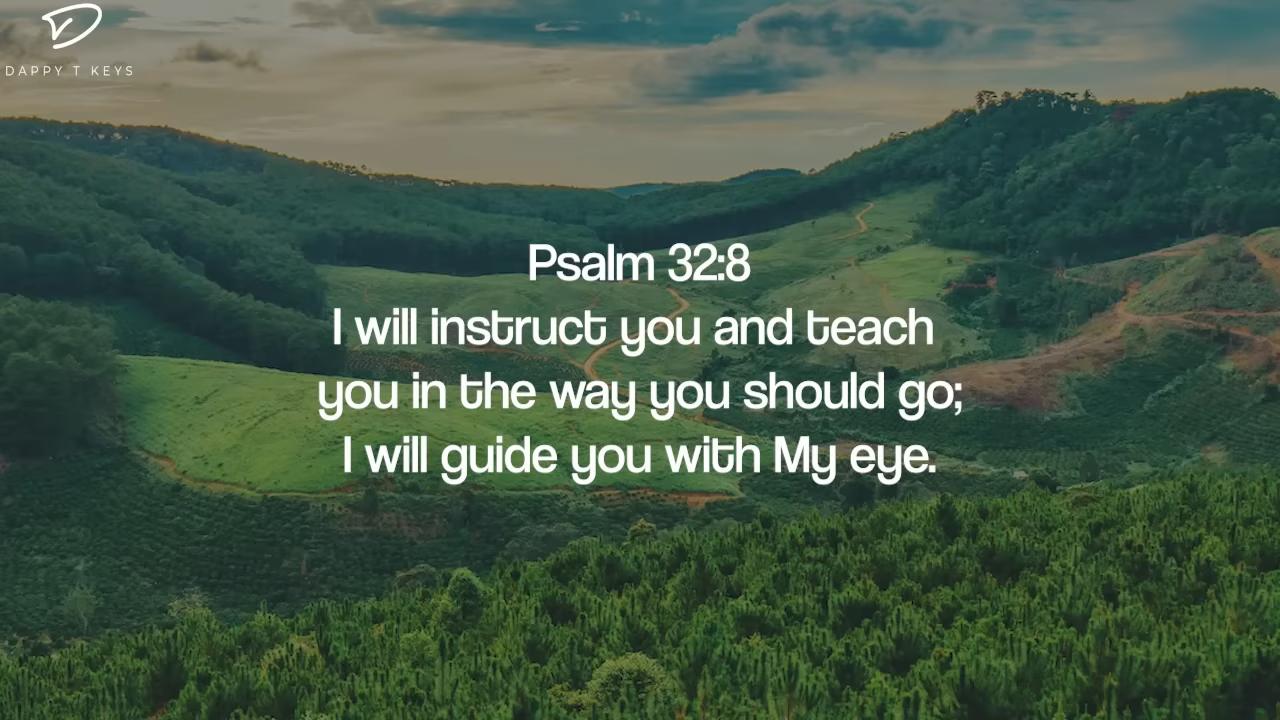 DAPPY T KEYS
Psalm 32:8
I will instruct you and teach
you in the way you should go;
I will guide you with My eye.